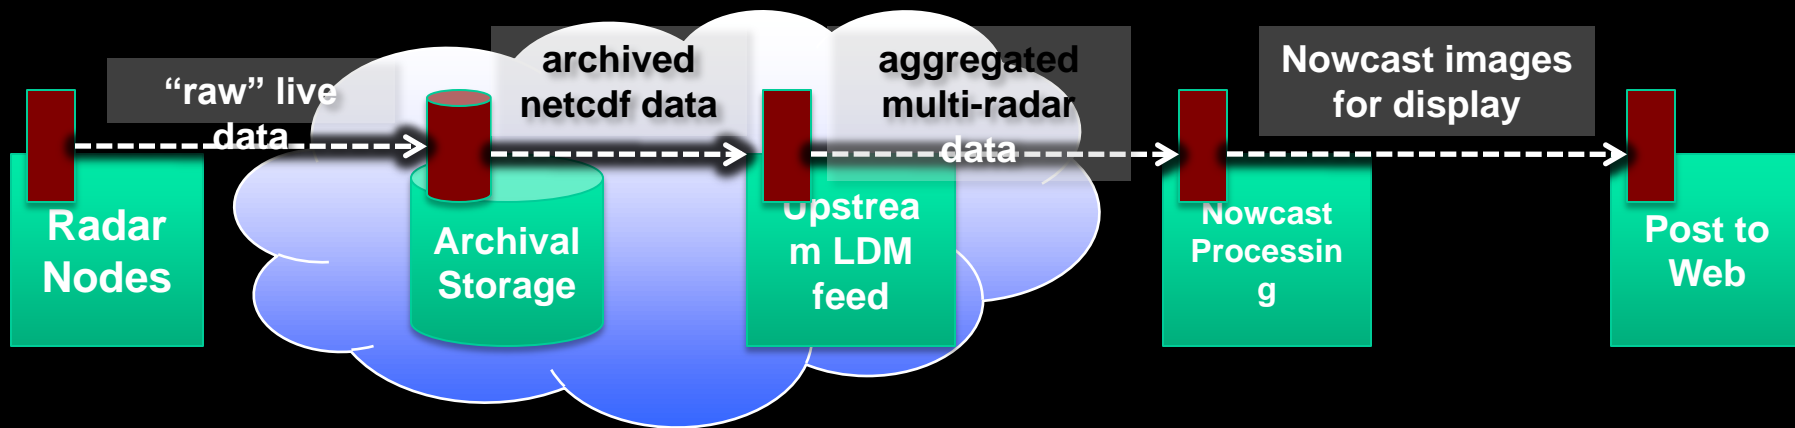 “raw” live
data
archived
netcdf data
aggregated
multi-radar
data
Nowcast images
for display
Radar
Nodes
Archival
Storage
Upstrea
m LDM
feed
Nowcast
Processin
g
Post to
Web